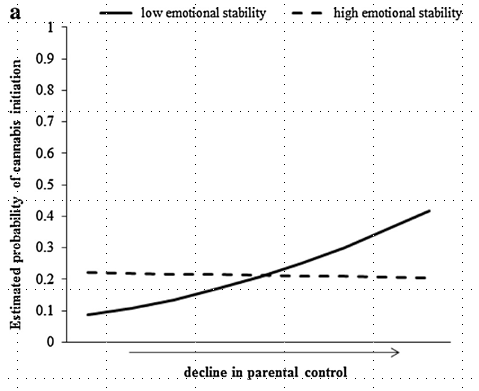 a
low emotional stability
high emotional stability
Estimated probability of cannabis initiation
1
0.9
0.8
0.7
0.6
0.5
0.4
0.3
0.2
0.1
0
decline in parental control